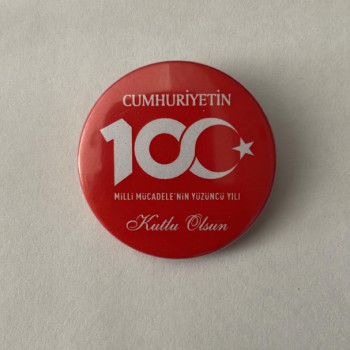 CUMHURİYETİN
100
MİLLİ MÜCADELE'NİN YÜZÜNCÜ YILI
Kutlu Olsun